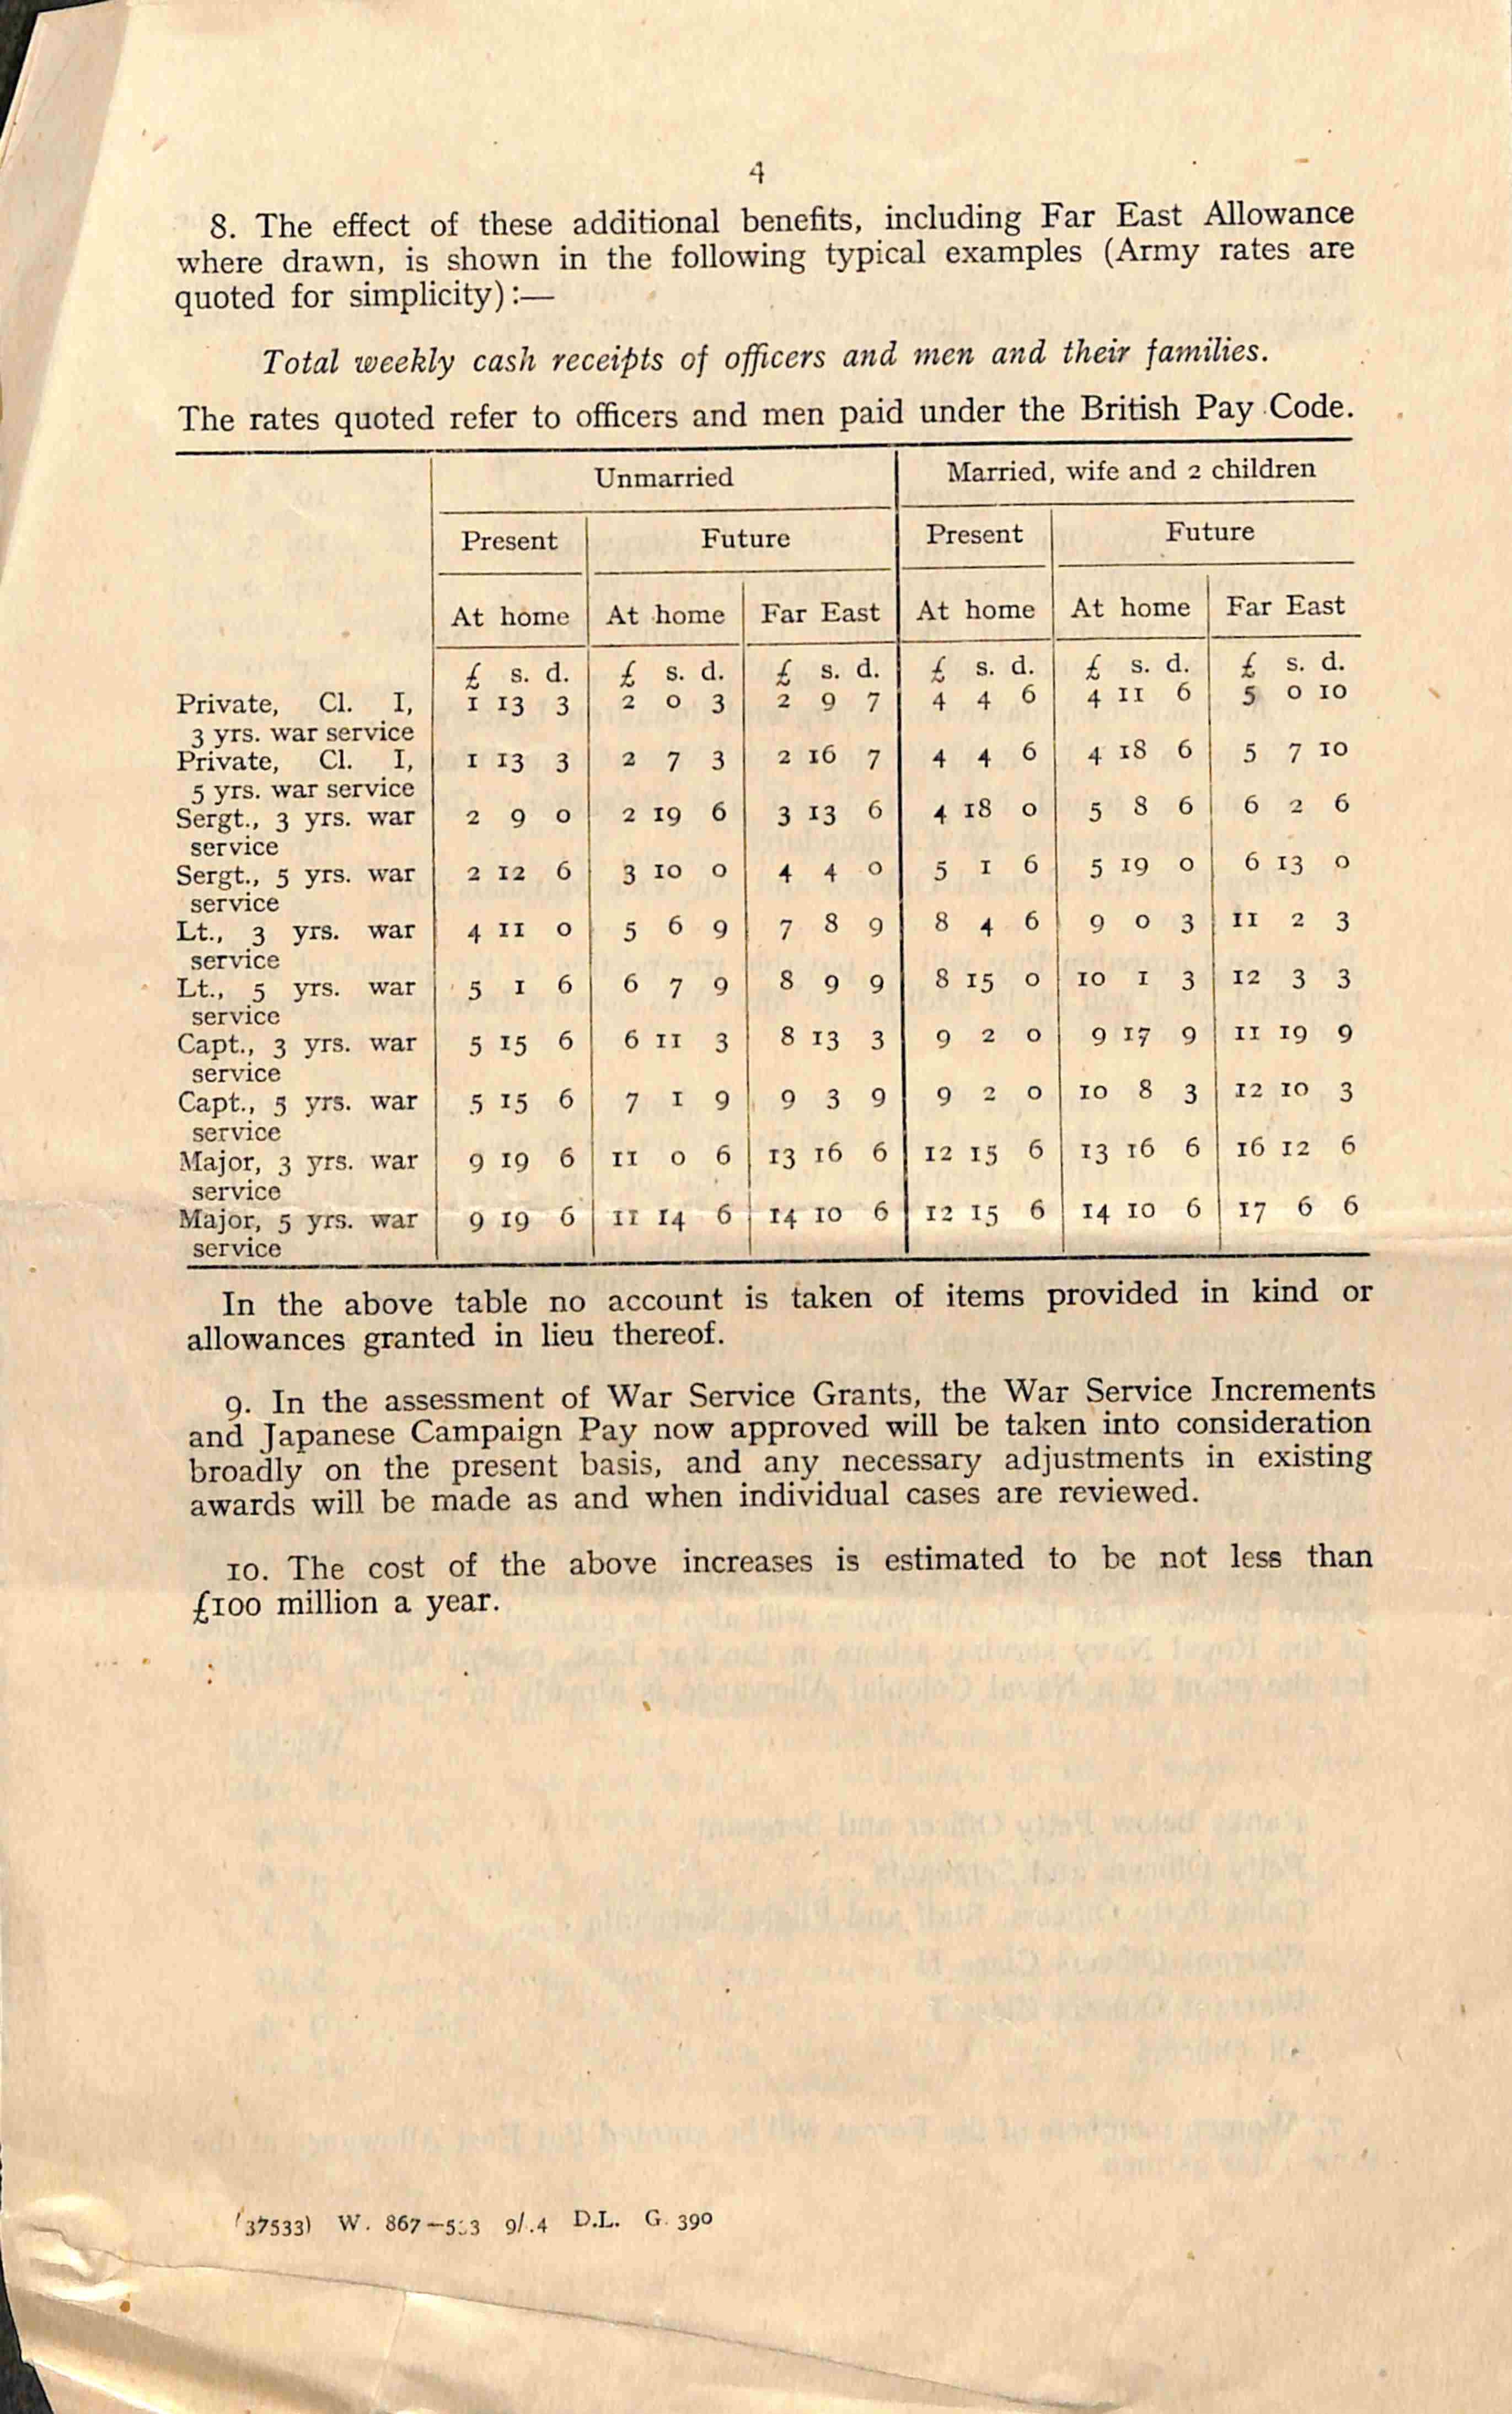 4
8. The effect of these additional benefits, including Far East Allowance
where drawn, is shown in the following typical examples (Army rates are
quoted for simplicity):—
Total weekly cash receipts of officers and men and their families.
The rates quoted refer to officers and men paid under the British Pay Code.
Unmarried Married, wife and 2 children
Present Future Present Future
At home At home Far East At home At home Far East
£ s. d. £ s. d. £ s. d. £ s. d. £ s. d. £ s. d.
Private, Cl. I, 1 13 3 2 0 3 2 9 7 4 4 6 4 11 6 5 0 10
3 yrs. war service
Private, Cl. I, 1 13 3 2 7 3 2 16 7 4 4 6 4 18 6 5 7 10
5 yrs. war service
Sergt., 3 yrs. war 2 9 0 2 19 6 3 13 6 4 18 0 5 8 6 6 2 6
service
Sergt., 5 yrs. war 2 12 6 3 10 0 4 4 0 5 1 6 5 19 0 6 13 0
service
Lt., 3 yrs. war 4 11 0 5 6 9 7 8 9 8 4 6 9 0 3 11 2 3
service
Lt., 5 yrs. war 5 1 6 6 7 9 8 9 9 8 15 0 10 1 3 12 3 3
service
Capt., 3 yrs. war 5 15 6 6 11 3 8 13 3 9 2 0 9 17 9 11 19 9
service
Capt., 5 yrs. war 5 15 6 7 1 9 9 3 9 9 2 0 10 8 3 12 10 3
service
Major, 3 yrs. war 9 19 6 11 0 6 13 16 6 12 15 6 13 16 6 16 12 6
service
Major, 5 yrs. war 9 19 6 11 14 6 14 10 6 12 15 6 14 10 6 17 6 6
service
In the above table no account is taken of items provided in kind or
allowances granted in lieu thereof.
9. In the assessment of War Service Grants, the War Service Increments
and Japanese Campaign Pay now approved will be taken into consideration
broadly on the present basis, and any necessary adjustments in existing
awards will be made as and when individual cases are reviewed.
10. The cost of the above increases is estimated to be not less than
£100 million a year.
(37533) W. D.L. G. 390